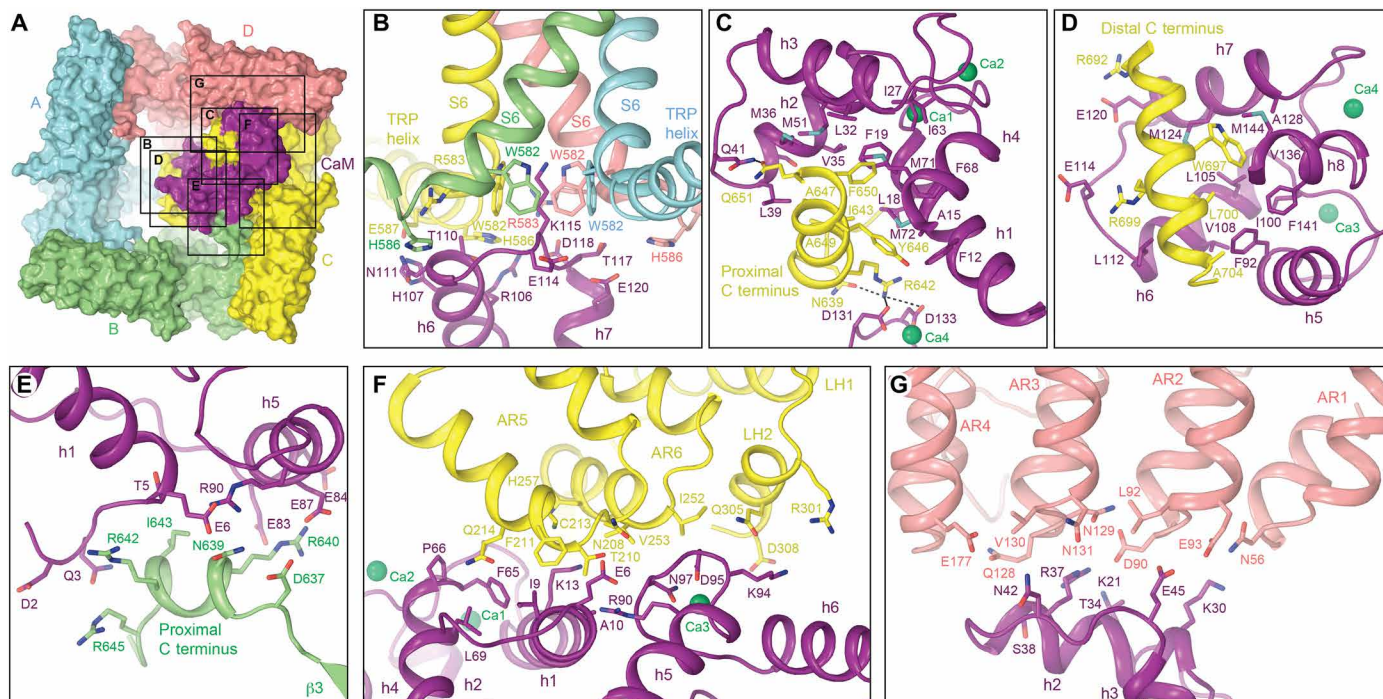 A
D
A
G
C
F
B
D
E
CaM
C
B
B
S6
S6
S6
S6
TRP
helix
TRP
helix
R583
W582
W582
E587
W582
R583
W582
H586
H586
T110
K115
D118
H586
N111
T117
H107
R106
E114
E120
h6
h7
C
h3
Ca2
I27
h2
Ca1
M36
M51
L32
F19
I63
h4
Q41
V35
M71
F68
A647
F650
Q651
L39
I643
L18
A15
A649
M72
h1
Y646
F12
Proximal
C terminus
R642
N639
D131
D133
Ca4
D
Distal C terminus
h7
R692
Ca4
E120
M124
M144
A128
E114
W697
V136
h8
L105
R699
L700
I100
F141
Ca3
V108
L112
F92
A704
h6
h5
E
h5
h1
T5
R90
E87
E84
E6
E83
I643
R642
N639
R640
Q3
D637
D2
Proximal
C terminus
R645
β3
F
LH1
AR5
LH2
AR6
H257
I252
Q305
R301
Q214
C213
F211
N208
V253
D308
P66
T210
E6
F65
K13
N97
D95
Ca2
I9
K94
Ca1
R90
A10
Ca3
h6
L69
h5
h4
h2
h1
G
AR3
AR2
AR1
AR4
L92
N129
V130
E177
N131
E93
N56
Q128
D90
N42
R37
K21
E45
T34
K30
S38
h2
h3